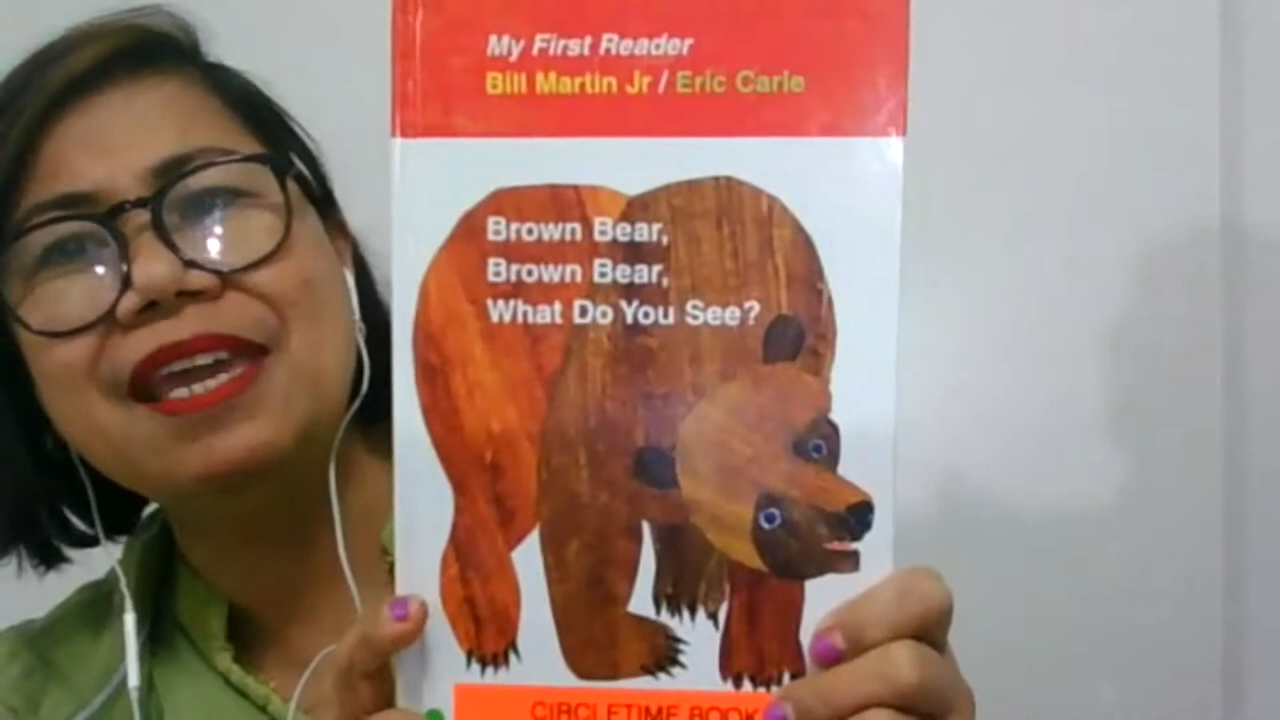 My First Reader
Bill Martin Jr / Eric Carle
Brown Bear,
Brown Bear,
What Do You See?
CIRCLETIME BOOK